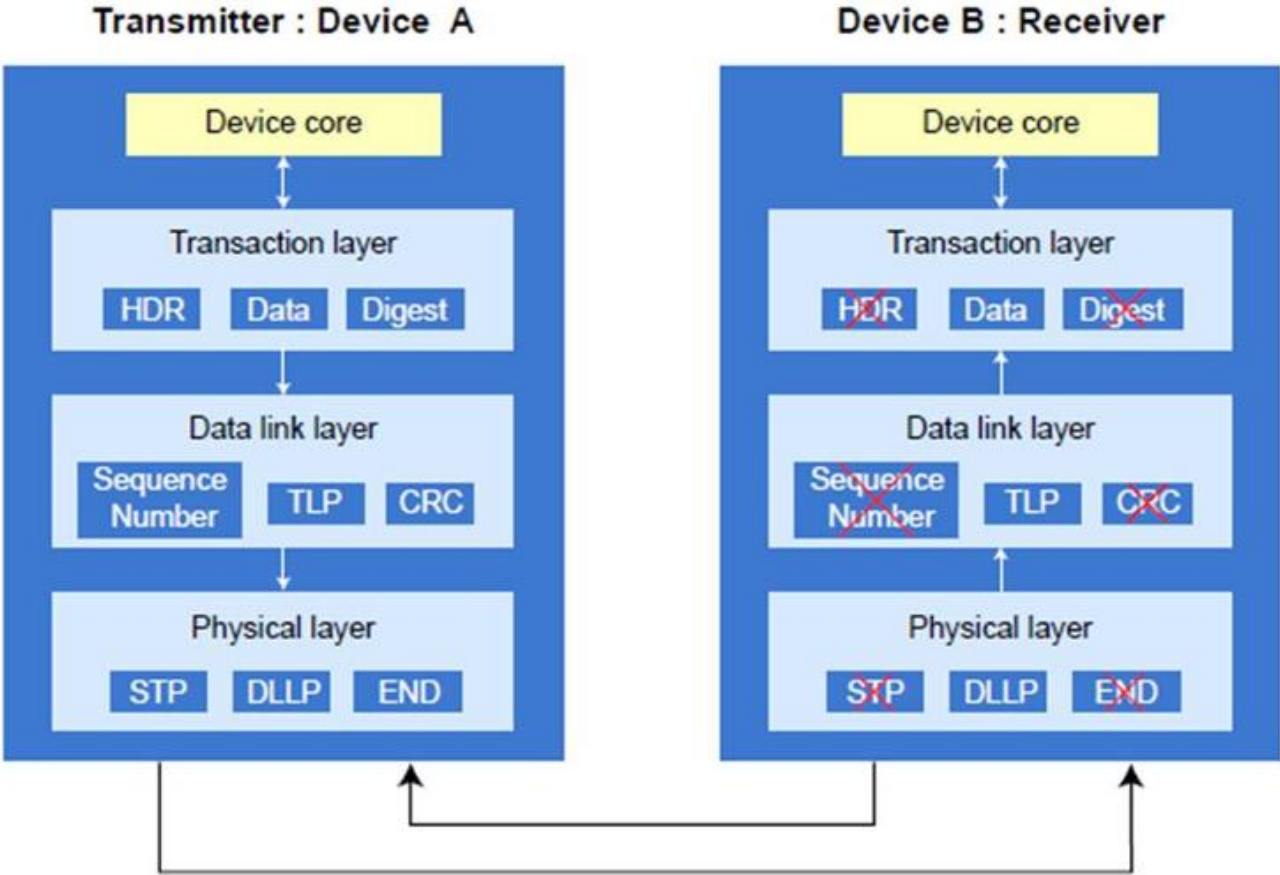 Transmitter : Device A
Device core
Transaction layer
HDR Data Digest
Data link layer
Sequence
Number
TLP CRC
Physical layer
STP DLLP END
Device B : Receiver
Device core
Transaction layer
HDR Data Digest
Data link layer
Sequence
Number
TLP CRC
Physical layer
STP DLLP END